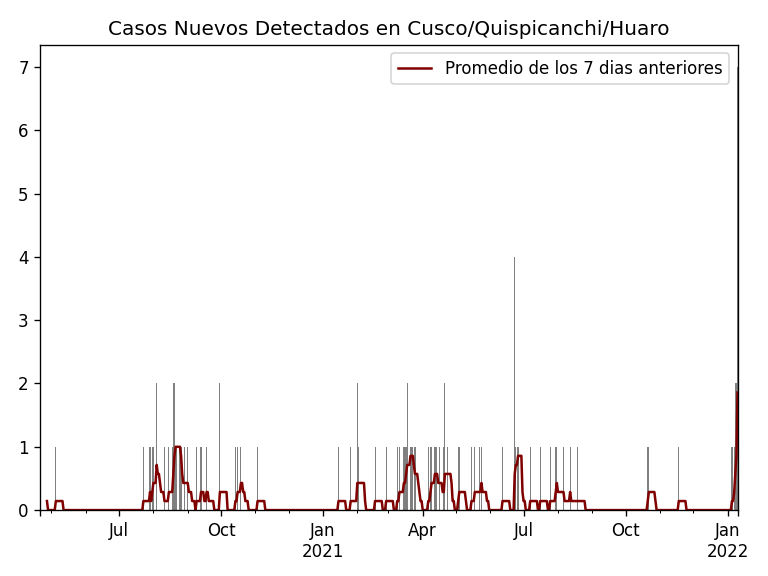 Casos Nuevos Detectados en Cusco/Quispicanchi/Huaro
Promedio de los 7 dias anteriores
7
6
5
4
3
2
1
0
Jul
Oct
Jan
2021
Apr
Jul
Oct
Jan
2022